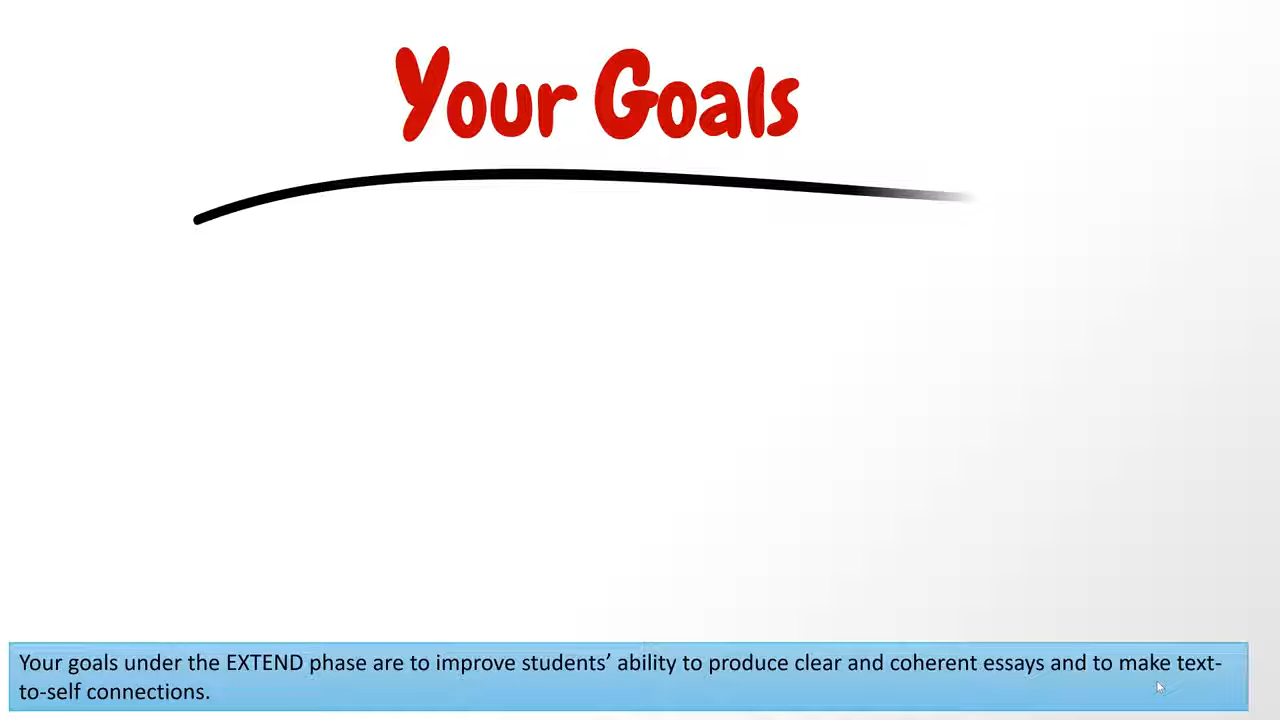 Your Goals
Your goals under the EXTEND phase are to improve students’ ability to produce clear and coherent essays and to make text-
to-self connections.